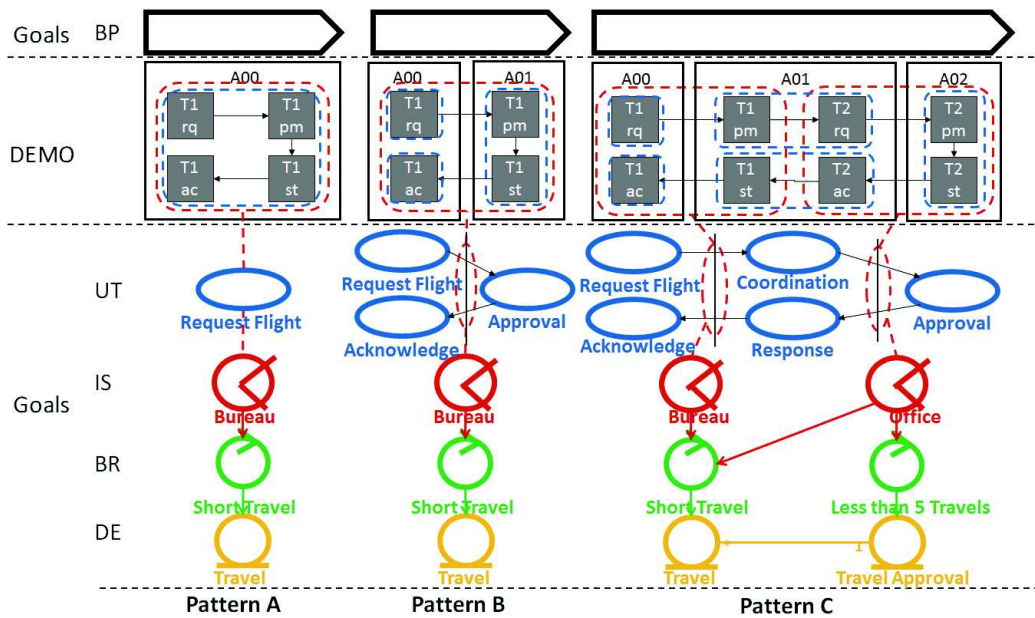 Goals BP
A00 A00 A01 A00 A01 A02
T1 rq T1 pm T1 rq T1 pm T1 rq T1 pm T2 rq T2 pm
DEMO
T1 ac T1 st T1 ac T1 st T1 ac T1 st T2 ac T2 st
UT
Request Flight Request Flight Approval Request Flight Coordination Approval
Acknowledge Acknowledge Response
IS
Goals
Bureau Bureau Bureau Office
BR
Short Travel Short Travel Short Travel Less than 5 Travels
DE
1
Travel Travel Travel Travel Approval
Pattern A Pattern B Pattern C